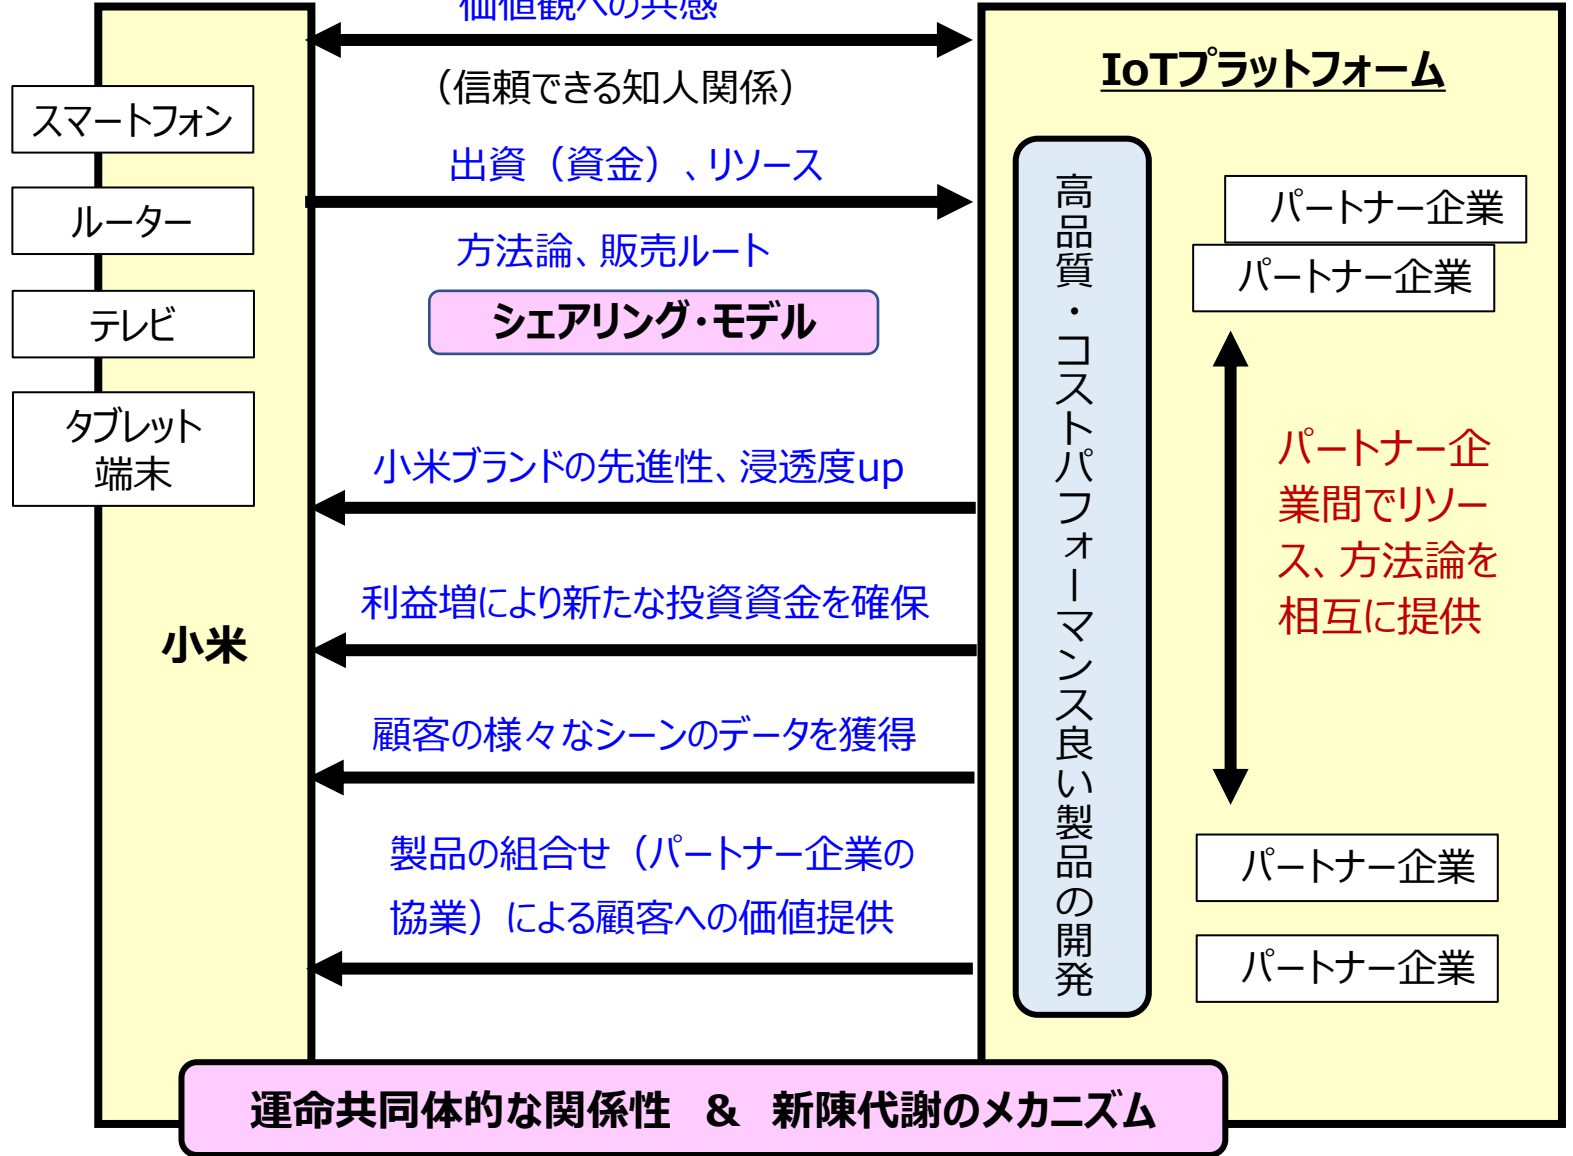 価値観への共感
（信頼できる知人関係）
出資（資金）、リソース
方法論、販売ルート
シェアリング・モデル
小米ブランドの先進性、浸透度up
利益増により新たな投資資金を確保
顧客の様々なシーンのデータを獲得
製品の組合せ（パートナー企業の
協業）による顧客への価値提供
スマートフォン
ルーター
テレビ
タブレット
端末
小米
IoTプラットフォーム
高品質・コストパフォーマンス良い製品の開発
パートナー企業
パートナー企業
パートナー企
業間でリソー
ス、方法論を
相互に提供
パートナー企業
パートナー企業
運命共同体的な関係性　&　新陳代謝のメカニズム